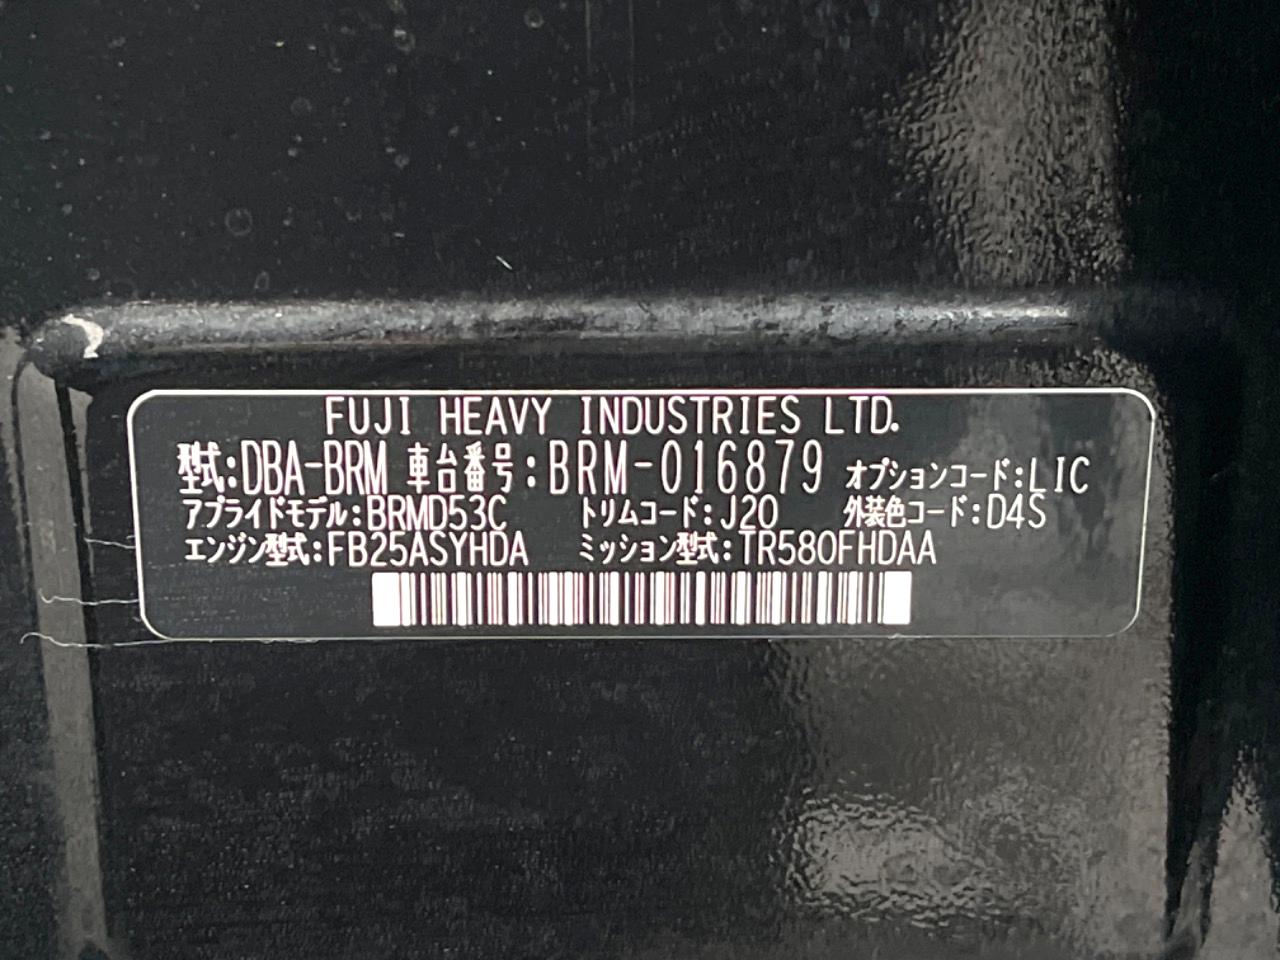 FUJI HEAVY INDUSTRIES LTD.
型式:DBA-BRM 車台番号:BRM-016879 オプションコード:LIC
アプライドモデル:BRMD53C トリムコード:J20 外装色コード:D4S
エンジン型式:FB25ASYHDA ミッション型式:TR580FHDAA